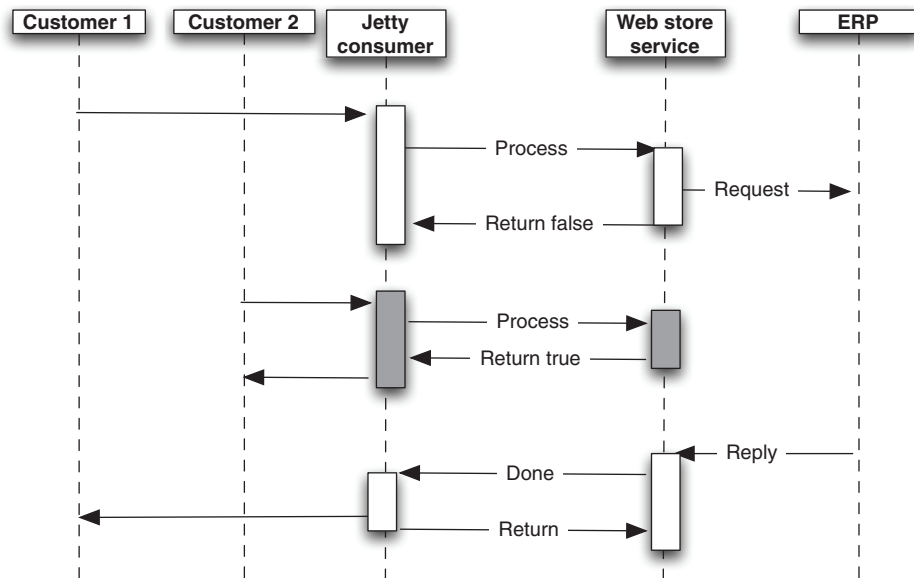 Customer 1
Customer 2
Jetty
consumer
Web store
service
ERP
Process
Request
Return false
Process
Return true
Reply
Done
Return